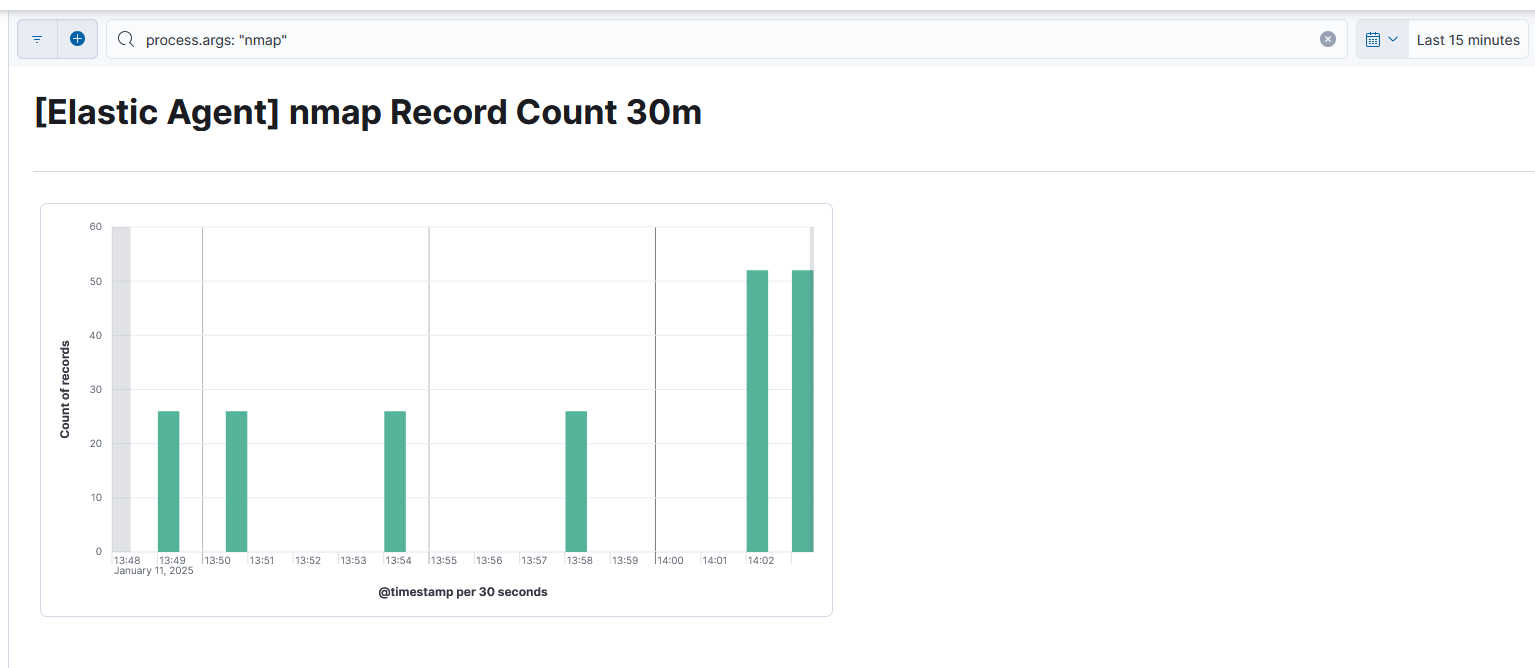 process.args: "nmap"
Last 15 minutes
[Elastic Agent] nmap Record Count 30m
Count of records
60
50
40
30
20
10
0
13:48 13:49 13:50 13:51 13:52 13:53 13:54 13:55 13:56 13:57 13:58 13:59 14:00 14:01 14:02
January 11, 2025
@timestamp per 30 seconds